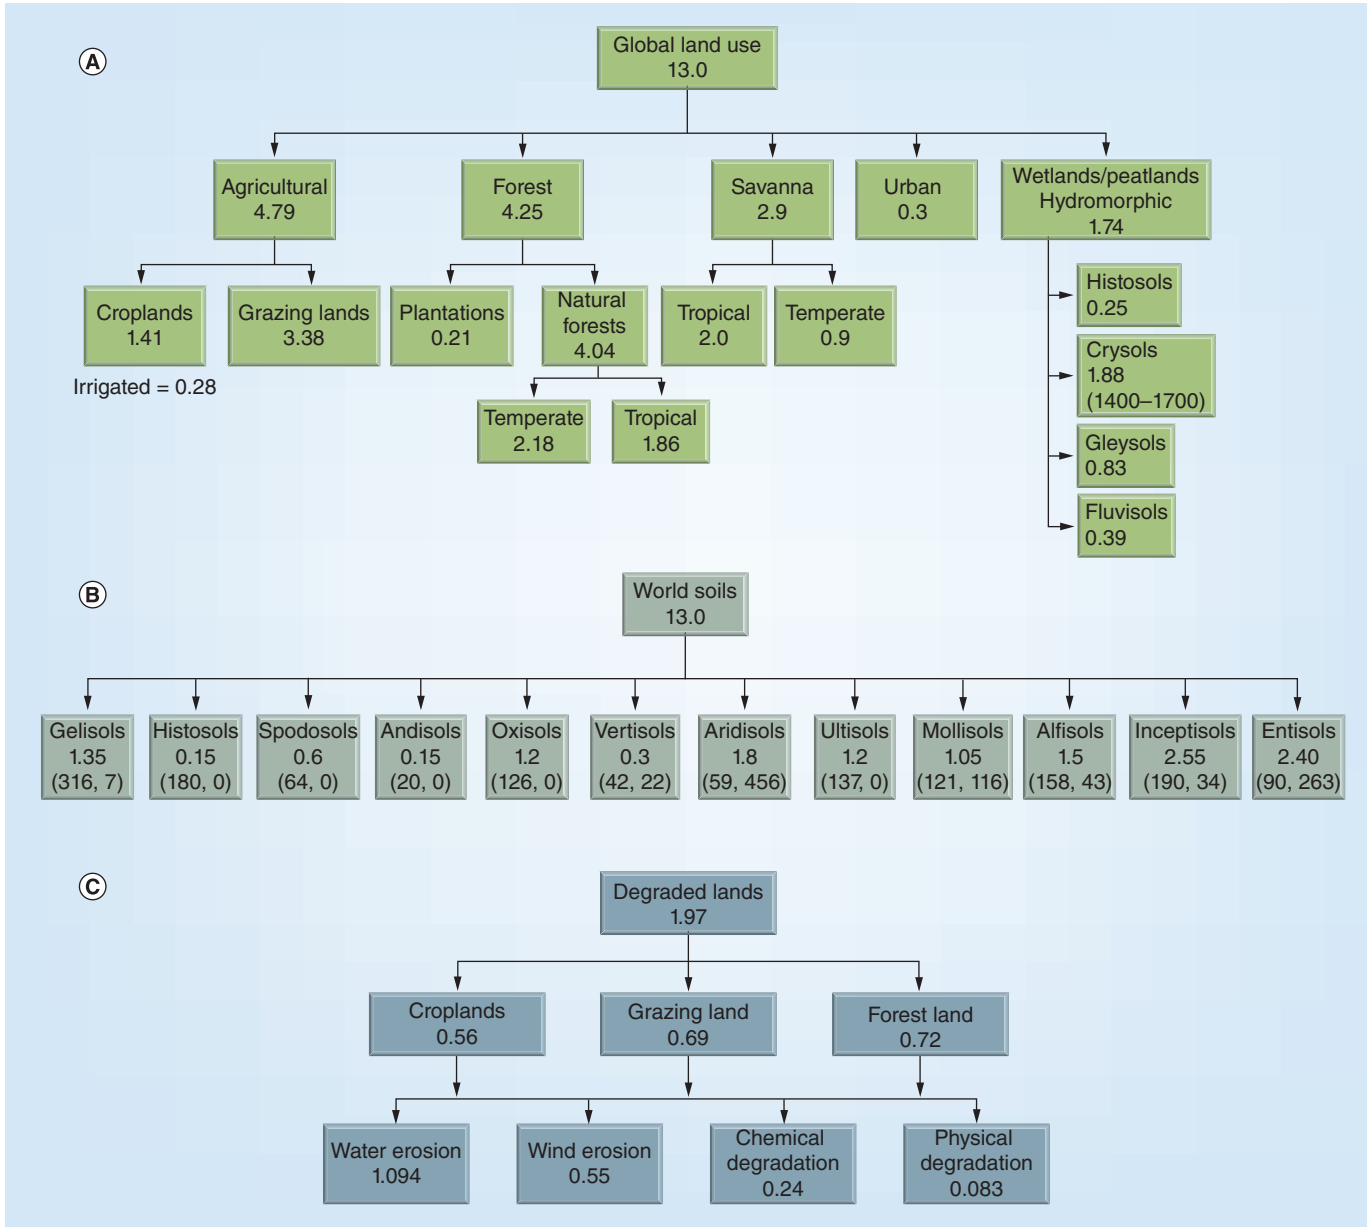 A
Global land use
13.0
Agricultural
4.79
Forest
4.25
Savanna
2.9
Urban
0.3
Wetlands/peatlands
Hydromorphic
1.74
Croplands
1.41
Grazing lands
3.38
Plantations
0.21
Natural
forests
4.04
Tropical
2.0
Temperate
0.9
Irrigated = 0.28
Temperate
2.18
Tropical
1.86
Histosols
0.25
Crysols
1.88
(1400–1700)
Gleysols
0.83
Fluvisols
0.39
B
World soils
13.0
Gelisols
1.35
(316, 7)
Histosols
0.15
(180, 0)
Spodosols
0.6
(64, 0)
Andisols
0.15
(20, 0)
Oxisols
1.2
(126, 0)
Vertisols
0.3
(42, 22)
Aridisols
1.8
(59, 456)
Ultisols
1.2
(137, 0)
Mollisols
1.05
(121, 116)
Alfisols
1.5
(158, 43)
Inceptisols
2.55
(190, 34)
Entisols
2.40
(90, 263)
C
Degraded lands
1.97
Croplands
0.56
Grazing land
0.69
Forest land
0.72
Water erosion
1.094
Wind erosion
0.55
Chemical
degradation
0.24
Physical
degradation
0.083